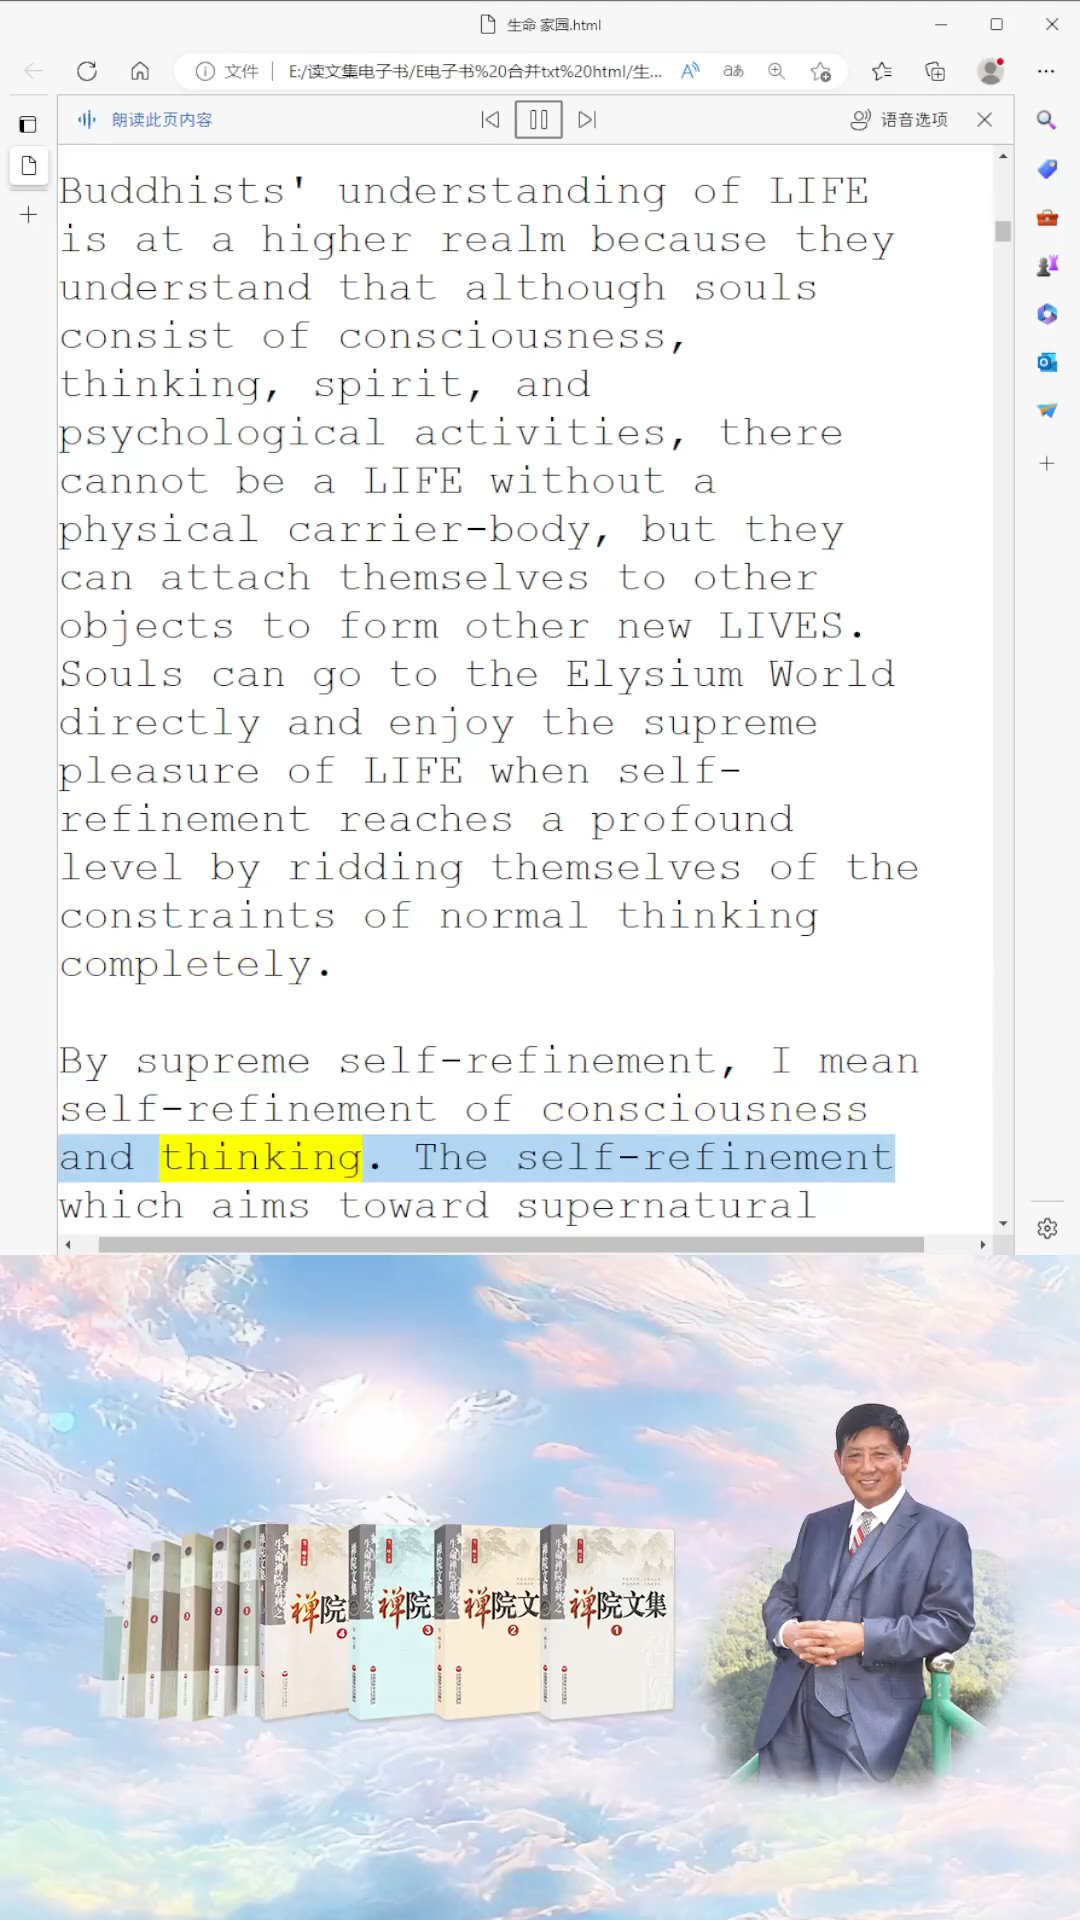 生命 家园.html
文件 | E:/读文集电子书/E电子书%20合并txt%20html/生...
朗读此页内容
语音选项
Buddhists' understanding of LIFE
is at a higher realm because they
understand that although souls
consist of consciousness,
thinking, spirit, and
psychological activities, there
cannot be a LIFE without a
physical carrier-body, but they
can attach themselves to other
objects to form other new LIVES.
Souls can go to the Elysium World
directly and enjoy the supreme
pleasure of LIFE when self-
refinement reaches a profound
level by ridding themselves of the
constraints of normal thinking
completely.
By supreme self-refinement, I mean
self-refinement of consciousness
and thinking. The self-refinement
which aims toward supernatural
禅院
4
禅院
3
禅院文
2
禅院文集
1